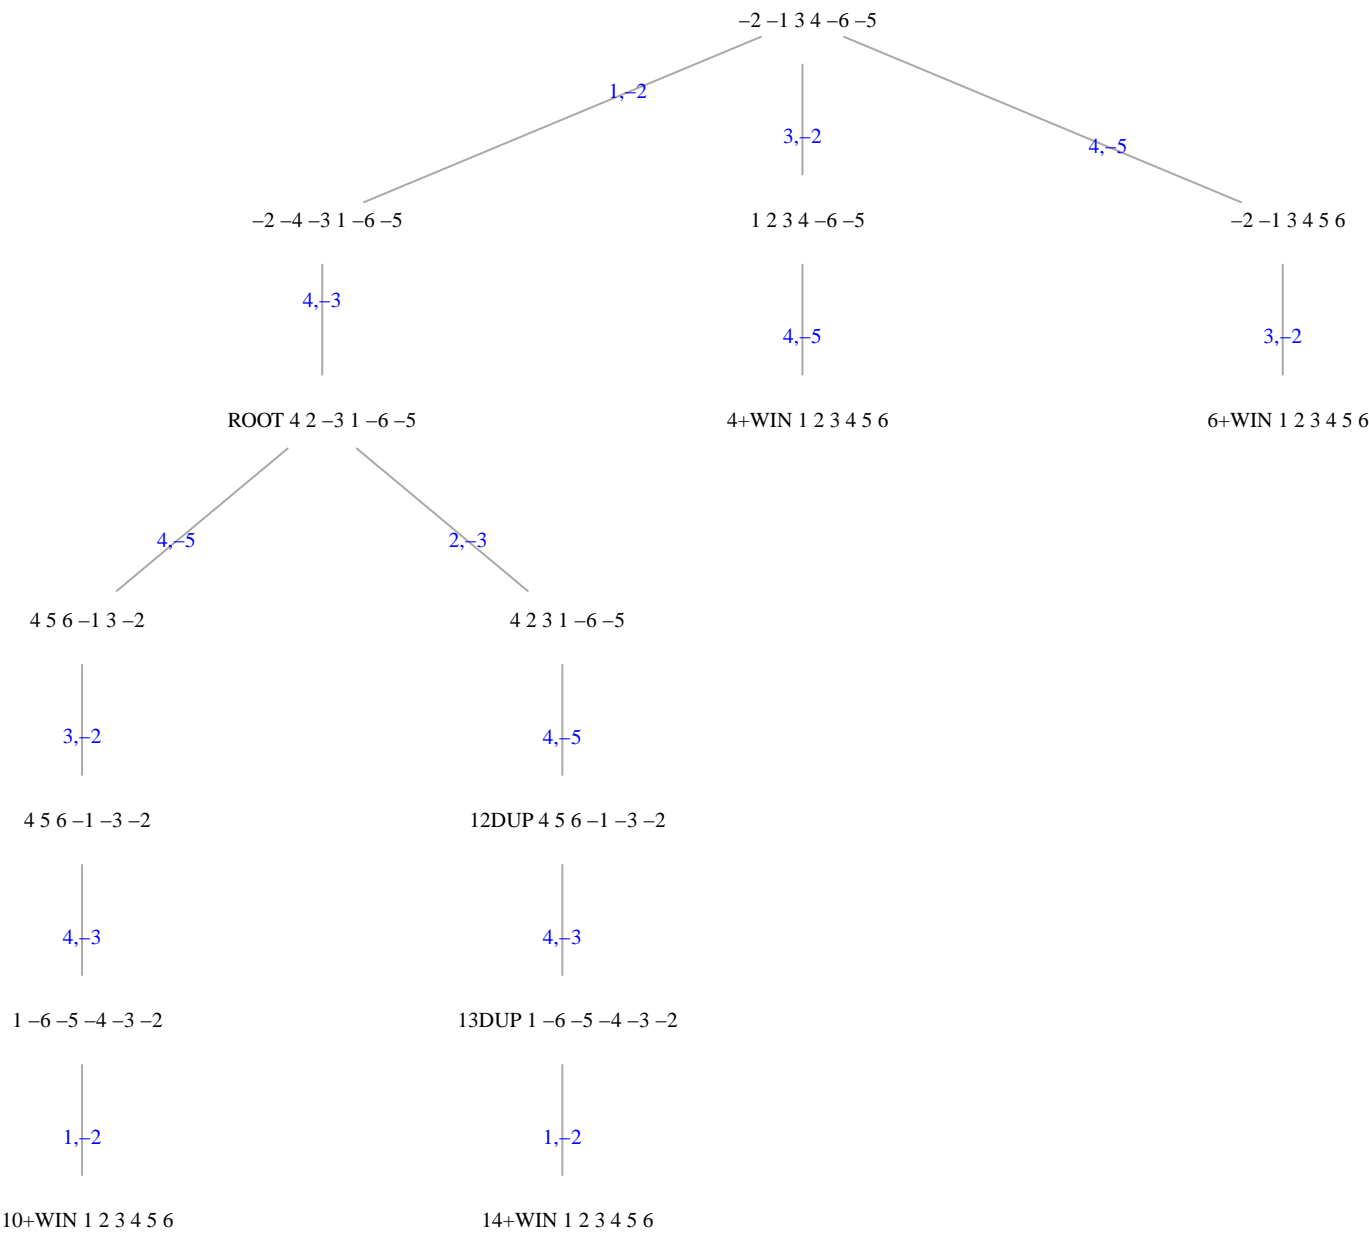 –2 –1 3 4 –6 –5
1,–2
3,–2
4,–5
–2 –4 –3 1 –6 –5
1 2 3 4 –6 –5
–2 –1 3 4 5 6
4,–3
4,–5
3,–2
ROOT 4 2 –3 1 –6 –5
4+WIN 1 2 3 4 5 6
6+WIN 1 2 3 4 5 6
4,–5
2,–3
4 5 6 –1 3 –2
4 2 3 1 –6 –5
3,–2
4,–5
4 5 6 –1 –3 –2
12DUP 4 5 6 –1 –3 –2
4,–3
4,–3
1 –6 –5 –4 –3 –2
13DUP 1 –6 –5 –4 –3 –2
1,–2
1,–2
10+WIN 1 2 3 4 5 6
14+WIN 1 2 3 4 5 6